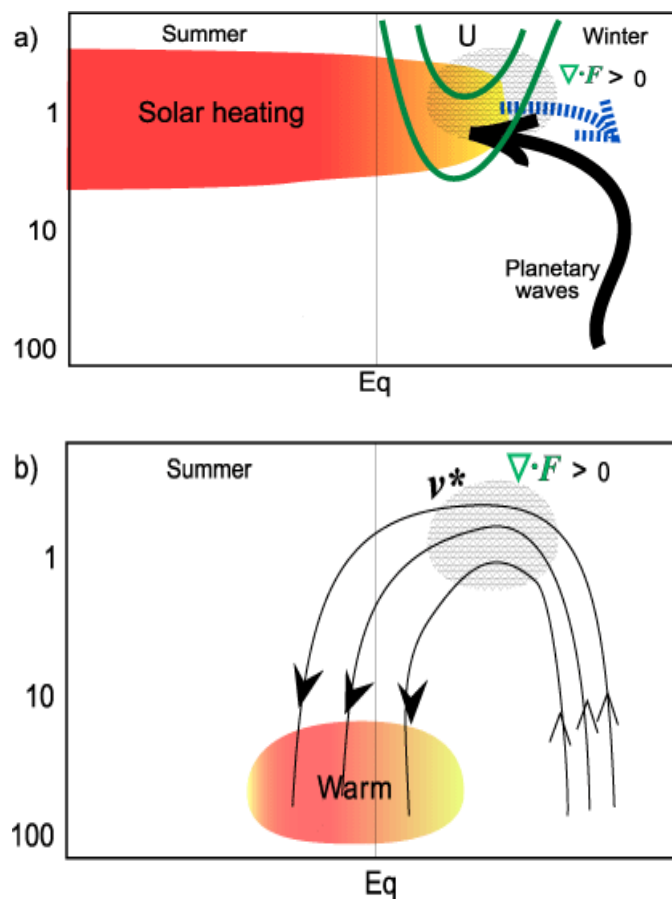 a)
Summer
U
Winter
∇·F > 0
1
Solar heating
10
Planetary
waves
100
Eq
b)
Summer
v*
∇·F > 0
1
10
Warm
100
Eq